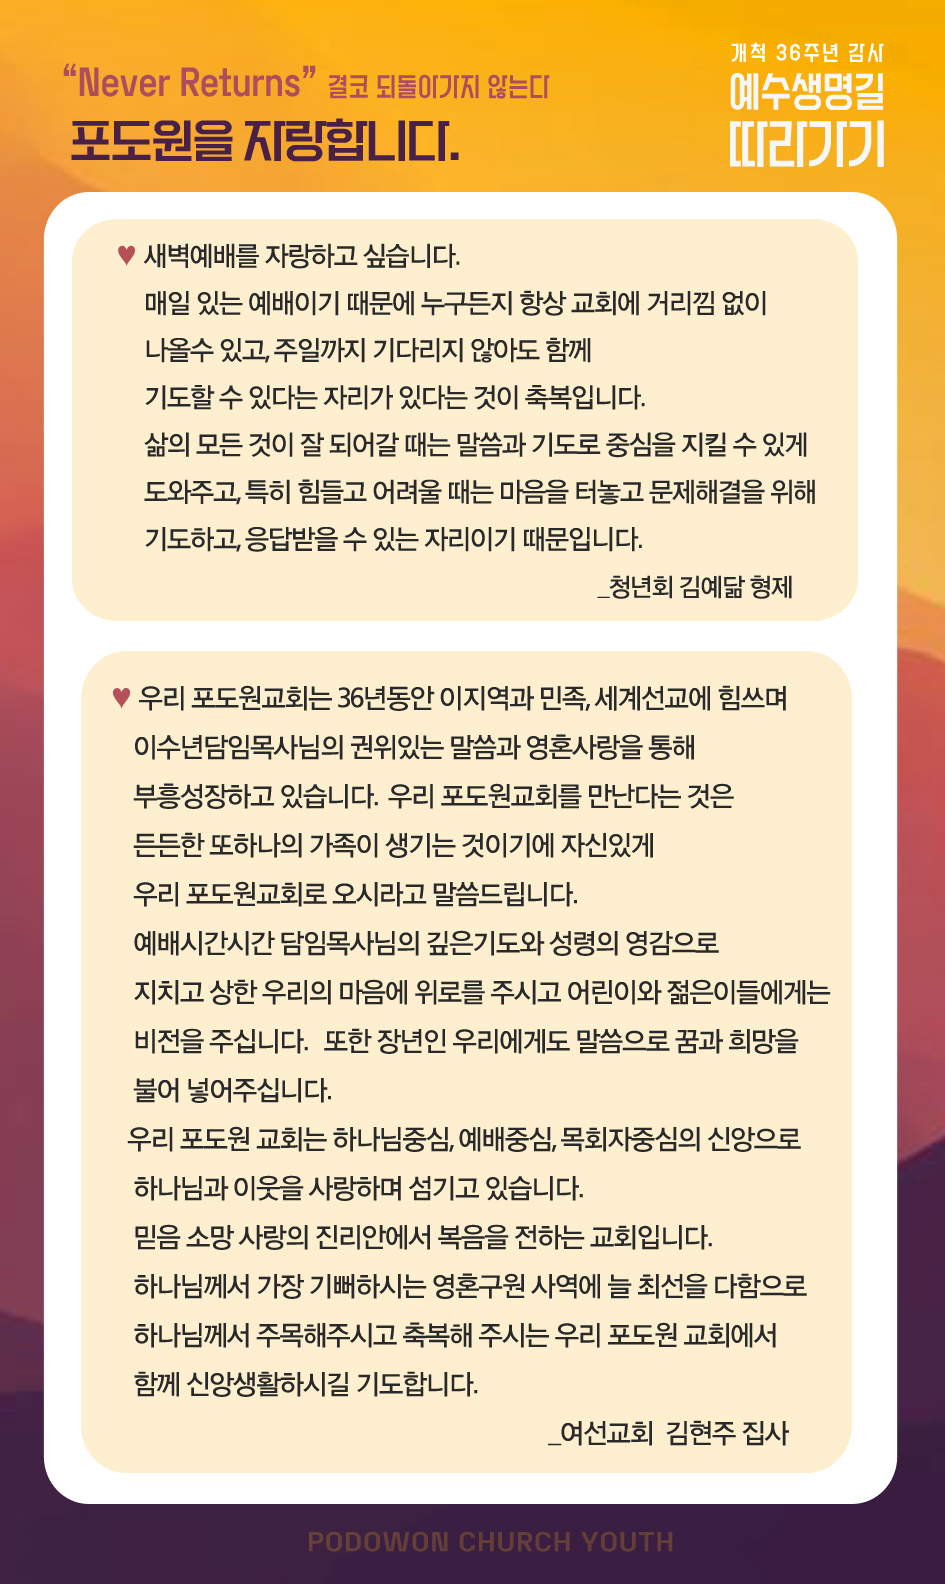 “Never Returns” 결코 되돌아가지 않는다
포도원을 자랑합니다.
개척 36주년 감사
예수생명길
따라가기
♥ 새벽예배를 자랑하고 싶습니다.
매일 있는 예배이기 때문에 누구든지 항상 교회에 거리낌 없이
나올수 있고, 주일까지 기다리지 않아도 함께
기도할 수 있다는 자리가 있다는 것이 축복입니다.
삶의 모든 것이 잘 되어갈 때는 말씀과 기도로 중심을 지킬 수 있게
도와주고, 특히 힘들고 어려울 때는 마음을 터놓고 문제해결을 위해
기도하고, 응답받을 수 있는 자리이기 때문입니다.
_청년회 김예닮 형제
♥ 우리 포도원교회는 36년동안 이지역과 민족, 세계선교에 힘쓰며
이수년담임목사님의 권위있는 말씀과 영혼사랑을 통해
부흥성장하고 있습니다. 우리 포도원교회를 만난다는 것은
든든한 또하나의 가족이 생기는 것이기에 자신있게
우리 포도원교회로 오시라고 말씀드립니다.
예배시간시간 담임목사님의 깊은기도와 성령의 영감으로
지치고 상한 우리의 마음에 위로를 주시고 어린이와 젊은이들에게는
비전을 주십니다. 또한 장년인 우리에게도 말씀으로 꿈과 희망을
불어 넣어주십니다.
우리 포도원 교회는 하나님중심, 예배중심, 목회자중심의 신앙으로
하나님과 이웃을 사랑하며 섬기고 있습니다.
믿음 소망 사랑의 진리안에서 복음을 전하는 교회입니다.
하나님께서 가장 기뻐하시는 영혼구원 사역에 늘 최선을 다함으로
하나님께서 주목해주시고 축복해 주시는 우리 포도원 교회에서
함께 신앙생활하시길 기도합니다.
_여선교회 김현주 집사
PODOWON CHURCH YOUTH